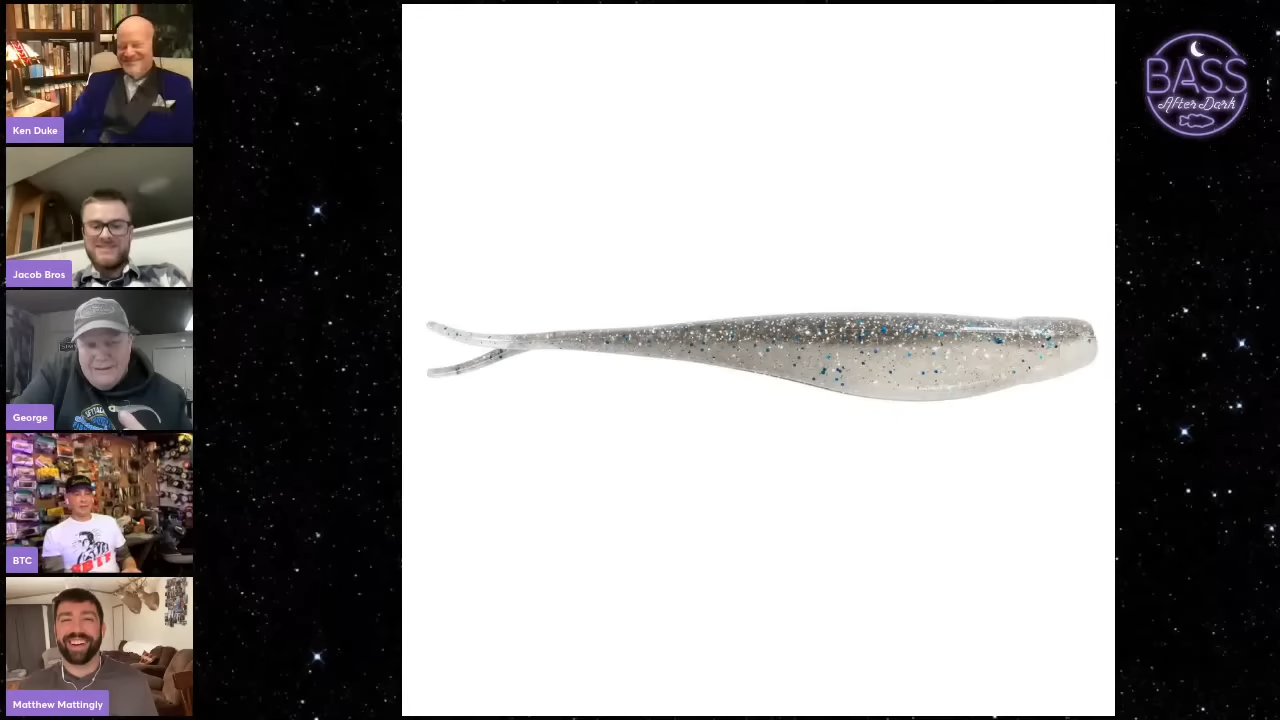 Ken Duke
Jacob Bros
George
BTC
Matthew Mattingly
BASS
After Dark